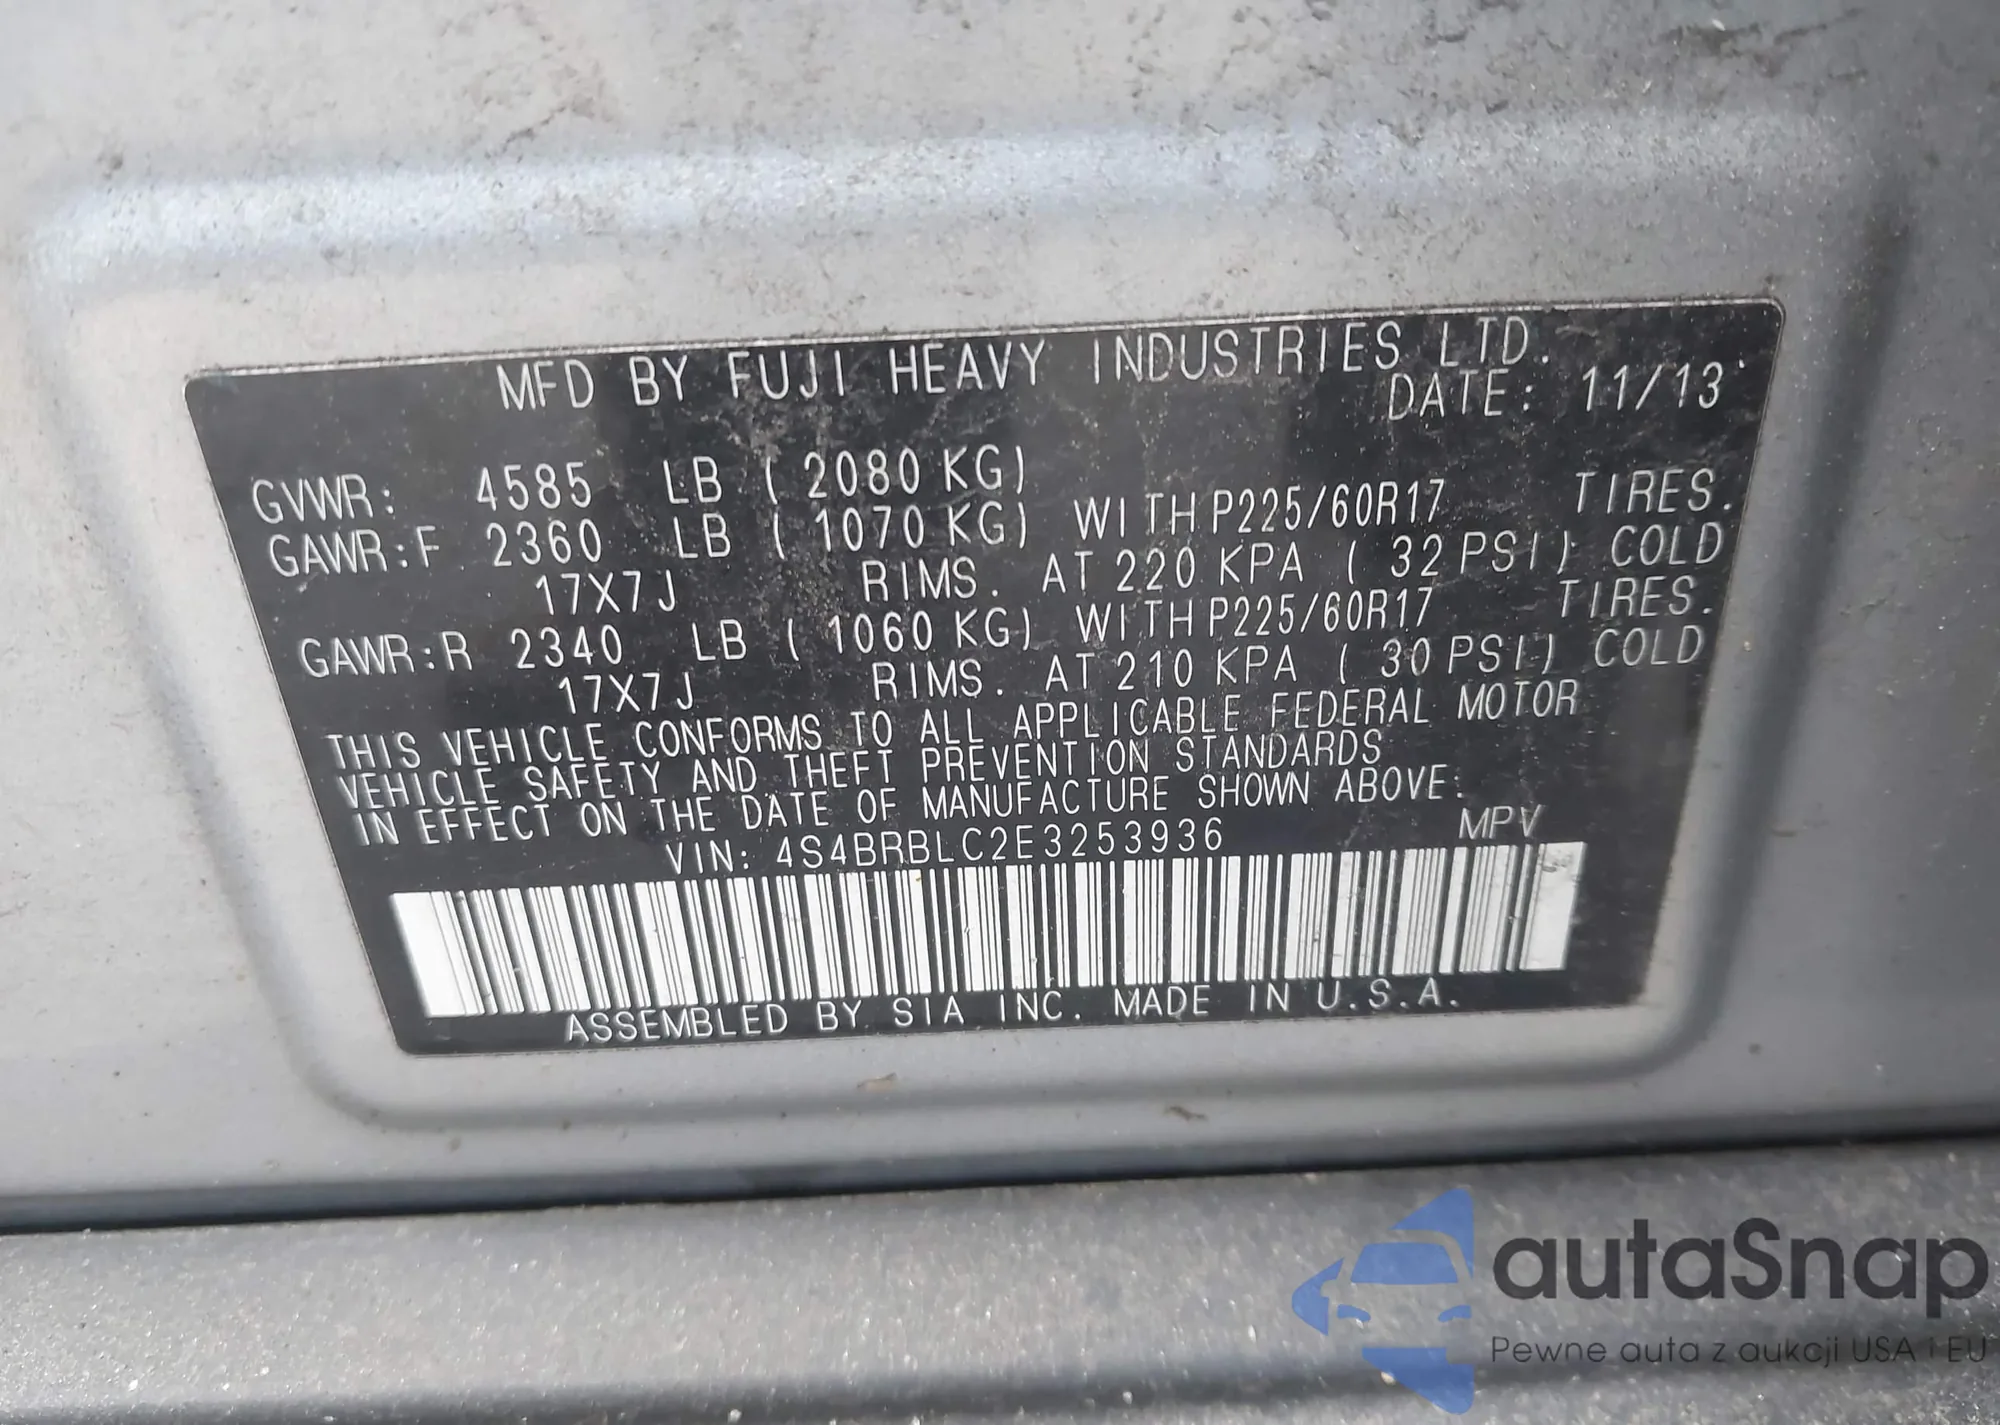 MFD BY FUJI HEAVY INDUSTRIES LTD.
DATE: 11/13
GVWR: 4585 LB ( 2080 KG)
GAWR:F 2360 LB ( 1070 KG) WITH P225/60R17 TIRES.
17X7J RIMS. AT 220 KPA ( 32 PSI) COLD
GAWR:R 2340 LB ( 1060 KG) WITH P225/60R17 TIRES.
17X7J RIMS. AT 210 KPA ( 30 PSI) COLD
THIS VEHICLE CONFORMS TO ALL APPLICABLE FEDERAL MOTOR
VEHICLE SAFETY AND THEFT PREVENTION STANDARDS
IN EFFECT ON THE DATE OF MANUFACTURE SHOWN ABOVE.
VIN: 4S4BRBLC2E3253936 MPV
ASSEMBLED BY SIA INC. MADE IN U.S.A.
autaSnap
Pewne auta z aukcji USA i EU